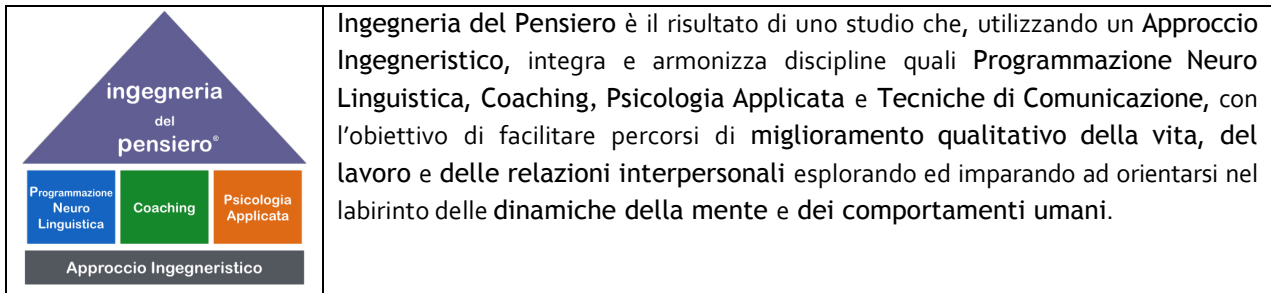 ingegneria
del
pensiero®
Programmazione
Neuro
Linguistica
Coaching
Psicologia
Applicata
Approccio Ingegneristico
Ingegneria del Pensiero è il risultato di uno studio che, utilizzando un Approccio
Ingegneristico, integra e armonizza discipline quali Programmazione Neuro
Linguistica, Coaching, Psicologia Applicata e Tecniche di Comunicazione, con
l'obiettivo di facilitare percorsi di miglioramento qualitativo della vita, del
lavoro e delle relazioni interpersonali esplorando ed imparando ad orientarsi nel
labirinto delle dinamiche della mente e dei comportamenti umani.